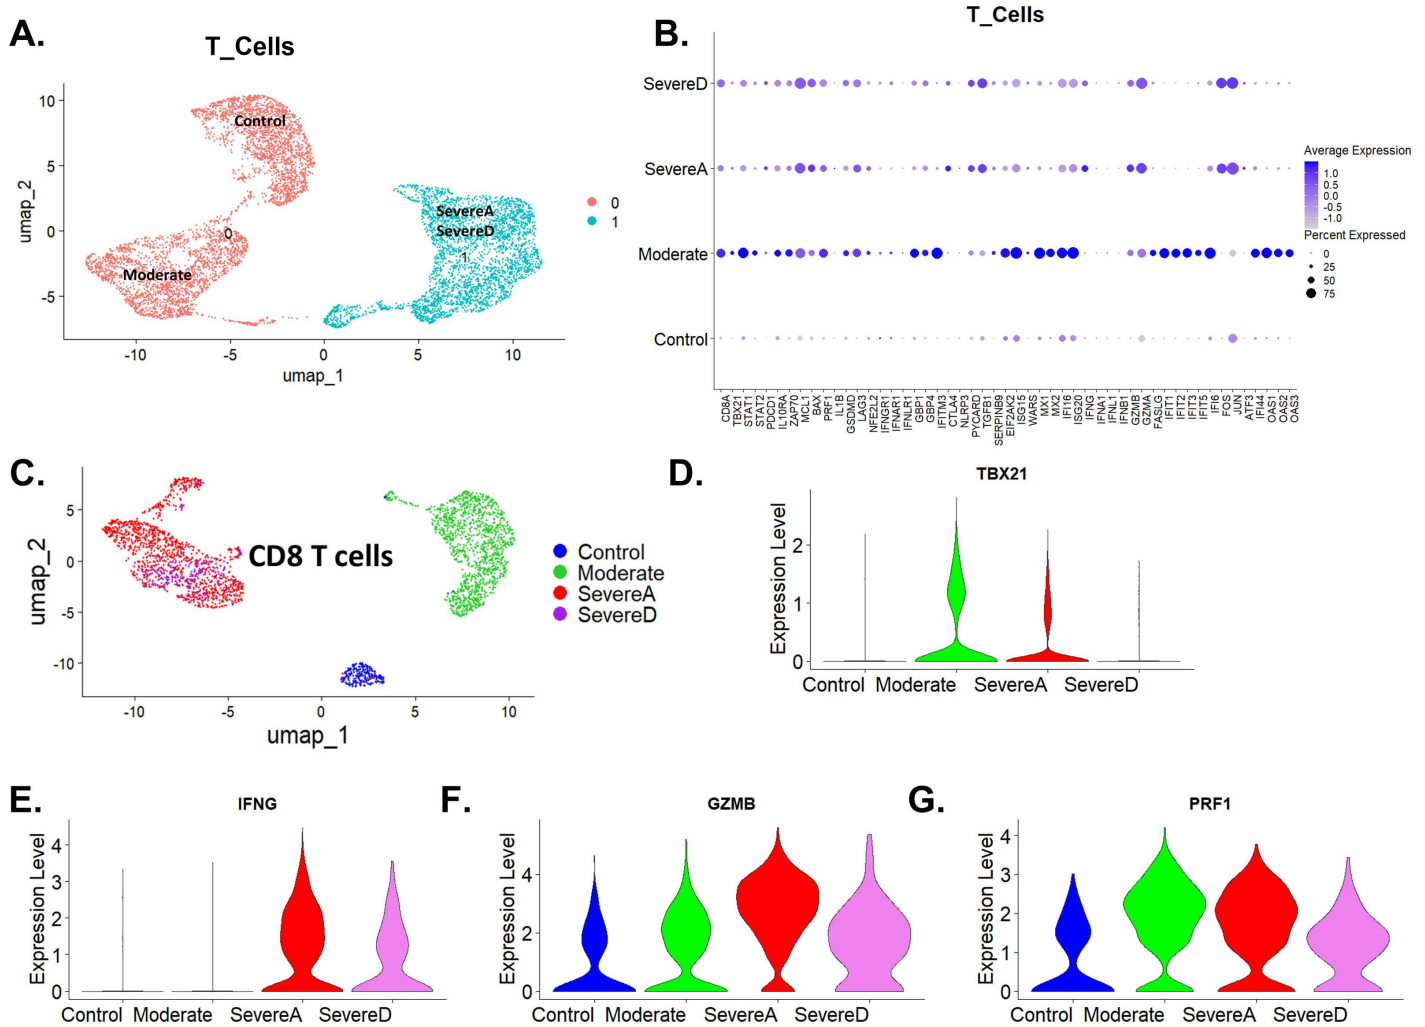 A.
T_Cells
Control
Moderate
0
SevereA
SevereD
1
10
5
0
-5
umap_2
-10
-5
0
5
10
umap_1
0
1
B.
T_Cells
SevereD
SevereA
Moderate
Control
CD8A
TBX21
STAT1
STAT2
PDCD1
IL10RA
ZAP70
MCL1
BAX
PRF1
IL1B
GSDMD
LAG3
NFE2L2
IFNGR1
IFNAR1
IFNLR1
GBP1
GBP4
IFITM3
CTLA4
NLRP3
PYCARD
TGFB1
SERPINB9
EIF2AK2
ISG15
WARS
MX1
MX2
IFI16
ISG20
IFNG
IFNA1
IFNL1
IFNB1
GZMB
GZMA
FASLG
IFIT1
IFIT2
IFIT3
IFIT5
IFI6
FOS
JUN
ATF3
IFI44
OAS1
OAS2
OAS3
Average Expression
1.0
0.5
0.0
-0.5
-1.0
Percent Expressed
0
25
50
75
C.
CD8 T cells
5
0
-5
-10
umap_2
-10
-5
0
5
10
umap_1
Control
Moderate
SevereA
SevereD
D.
TBX21
Expression Level
2
1
0
Control Moderate SevereA SevereD
E.
IFNG
Expression Level
4
3
2
1
0
Control Moderate SevereA SevereD
F.
GZMB
Expression Level
4
2
0
Control Moderate SevereA SevereD
G.
PRF1
Expression Level
4
3
2
1
0
Control Moderate SevereA SevereD